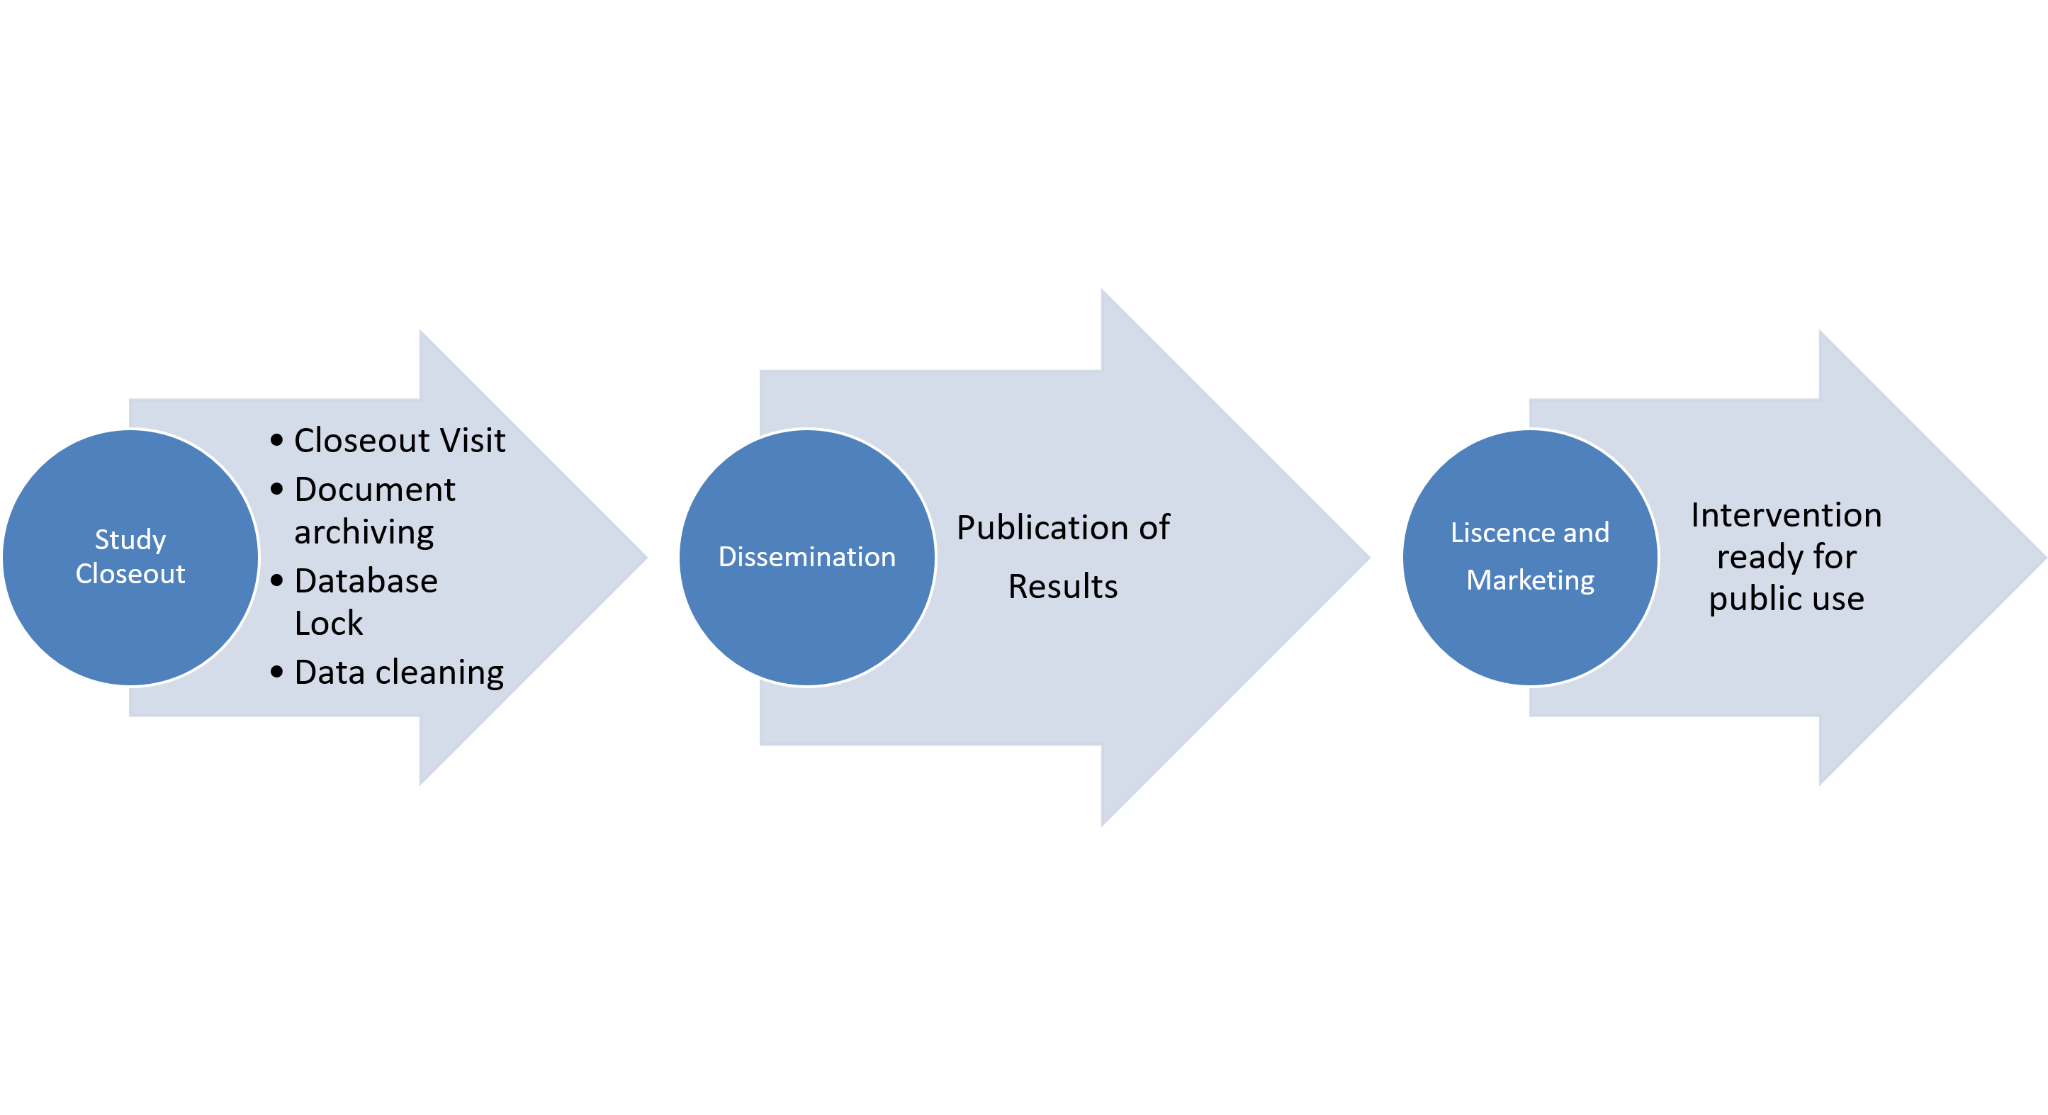 Study
Closeout
• Closeout Visit
• Document
archiving
• Database
Lock
• Data cleaning
Dissemination
Publication of
Results
Liscence and
Marketing
Intervention
ready for
public use